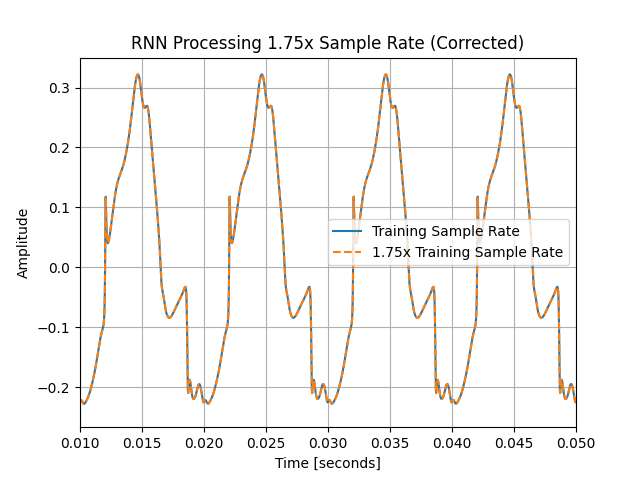 RNN Processing 1.75x Sample Rate (Corrected)
0.3
0.2
0.1
0.0
−0.1
−0.2
Amplitude
Training Sample Rate
1.75x Training Sample Rate
0.010 0.015 0.020 0.025 0.030 0.035 0.040 0.045 0.050
Time [seconds]